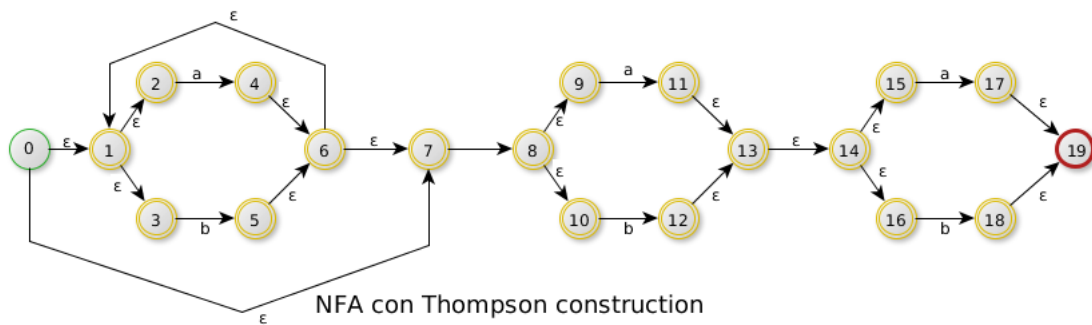 ε
2 a 4
9 a 11
15 a 17
ε ε ε ε ε ε
0 ε 1 6 ε 7 8 13 ε 14 19
ε ε ε ε ε ε
3 b 5
10 b 12
16 b 18
NFA con Thompson construction
ε